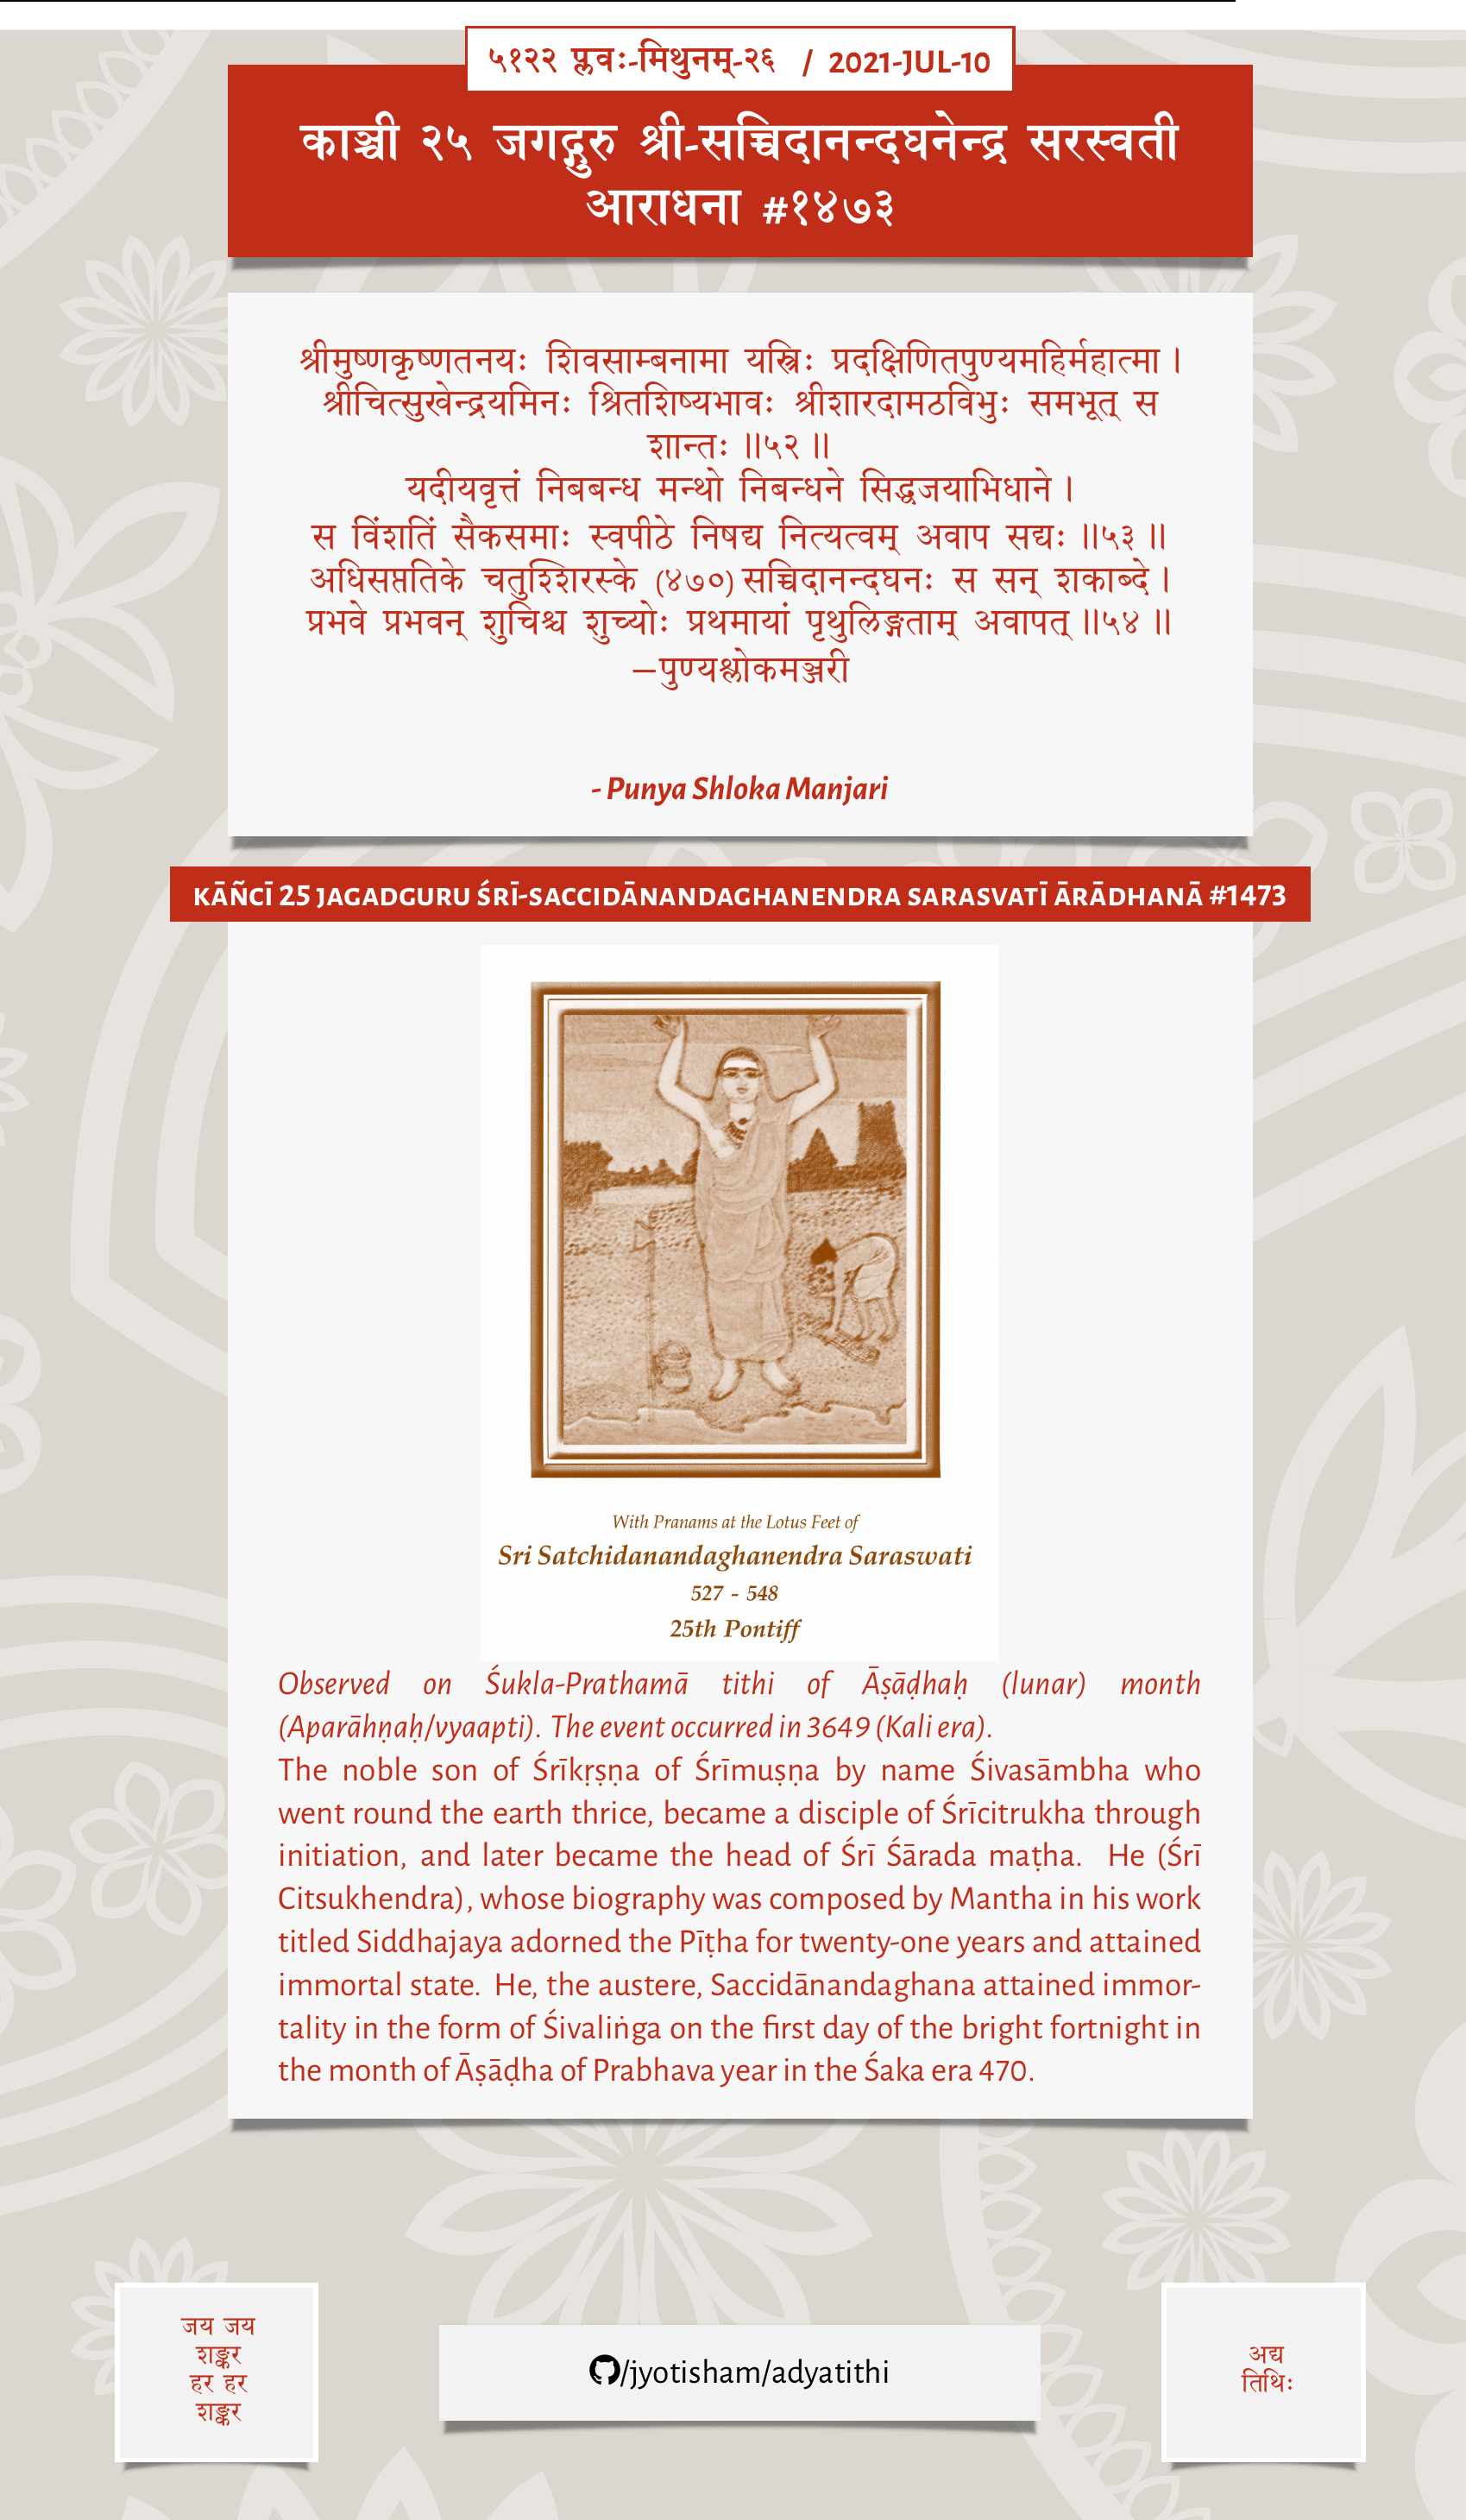 ५१२२ प्लवः-मिथुनम्-२६ / 2021-JUL-10
काञ्ची २५ जगद्गुरु श्री-सच्चिदानन्दघनेन्द्र सरस्वती
आराधना #१४७३
श्रीमुष्णकृष्णतनयः शिवसाम्बनामा यस्त्रिः प्रदक्षिणितपुण्यमहिर्महात्मा।
श्रीचित्सुखेन्द्रयमिनः श्रितशिष्यभावः श्रीशारदामठविभुः समभूत् स
शान्तः॥५२॥
यदीयवृत्तं निबबन्ध मन्थो निबन्धने सिद्धजयाभिधाने।
स विंशतिं सैकसमाः स्वपीठे निषद्य नित्यत्वम् अवाप सद्यः॥५३॥
अधिसप्ततिके चतुश्शिरस्के (४७०) सच्चिदानन्दघनः स सन् शकाब्दे।
प्रभवे प्रभवन् शुचिश्च शुच्योः प्रथमायां पृथुलिङ्गताम् अवापत्॥५४॥
—पुण्यश्लोकमञ्जरी
- Punya Shloka Manjari
KĀÑCĪ 25 JAGADGURU ŚRĪ-SACCIDĀNANDAGHANENDRA SARASVATĪ ĀRĀDHANĀ #1473
With Pranams at the Lotus Feet of
Sri Satchidanandaghanendra Saraswati
527 - 548
25th Pontiff
Observed on Śukla-Prathamā tithi of Āṣāḍhaḥ (lunar) month
(Aparāhṇaḥ/vyaapti). The event occurred in 3649 (Kali era).
The noble son of Śrīkṛṣṇa of Śrīmuṣṇa by name Śivasāmbha who
went round the earth thrice, became a disciple of Śrīcitrukha through
initiation, and later became the head of Śrī Śārada maṭha. He (Śrī
Citsukhendra), whose biography was composed by Mantha in his work
titled Siddhajaya adorned the Pīṭha for twenty-one years and attained
immortal state. He, the austere, Saccidānandaghana attained immor-
tality in the form of Śivaliṅga on the first day of the bright fortnight in
the month of Āṣāḍha of Prabhava year in the Śaka era 470.
जय जय
शङ्कर
हर हर
शङ्कर
/jyotisham/adyatithi
अद्य
तिथिः